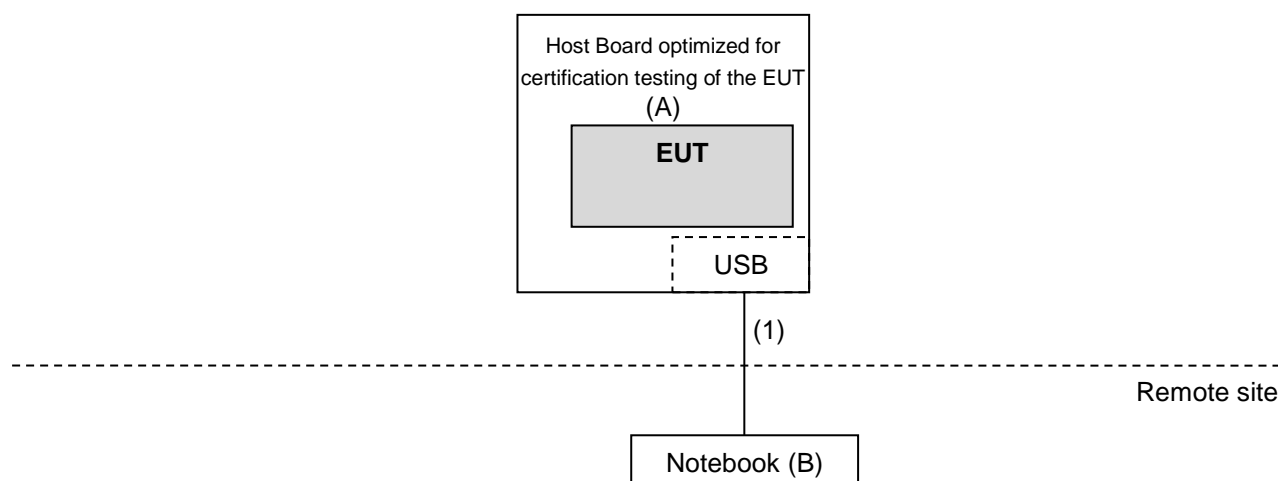 Host Board optimized for
certification testing of the EUT
(A)
EUT
USB
(1)
Remote site
Notebook (B)